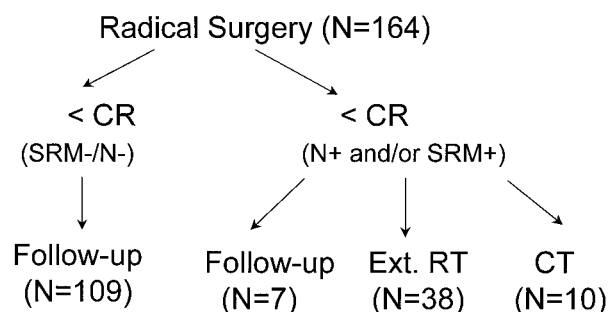 Radical Surgery (N=164)
< CR
< CR
(SRM-/N-)
(N+ and/or SRM+)
Follow-up
(N=109)
Follow-up
(N=7)
Ext. RT
(N=38)
CT
(N=10)